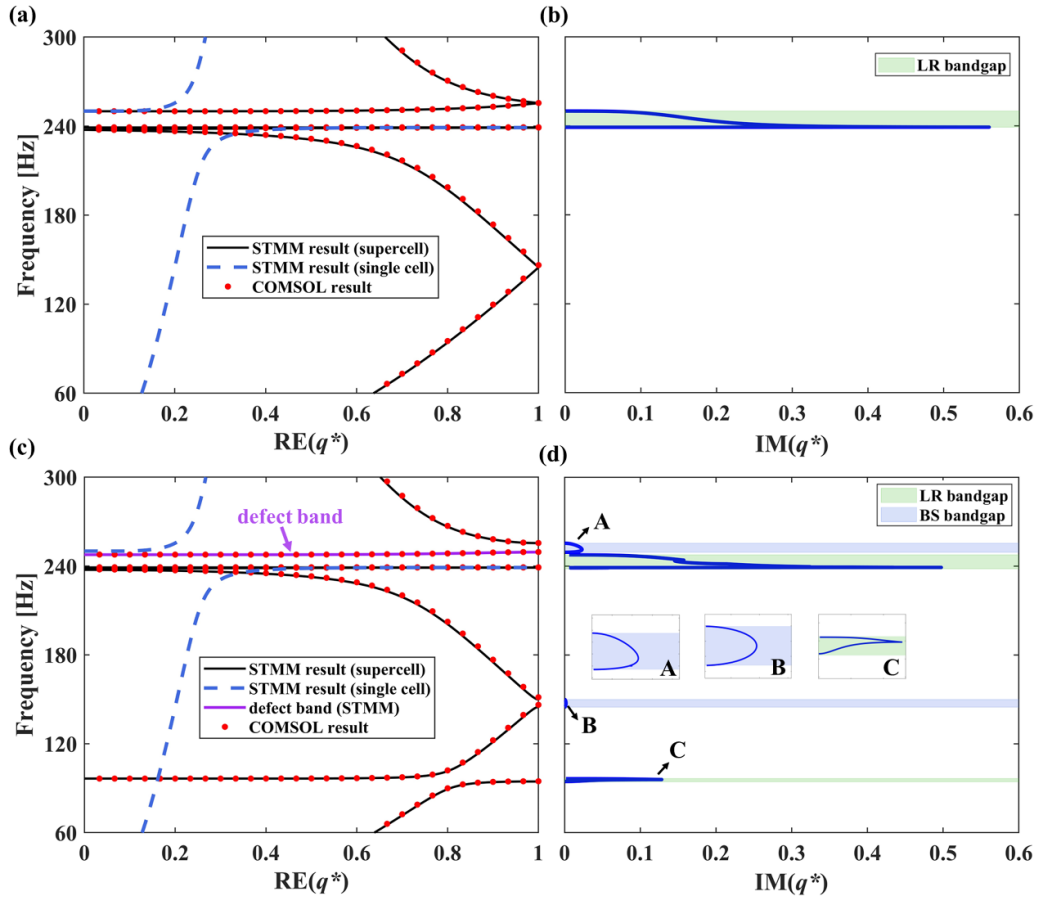 (a)
300
240
180
120
60
Frequency [Hz]
STMM result (supercell)
STMM result (single cell)
COMSOL result
0 0.2 0.4 0.6 0.8 1
RE(q*)
(b)
LR bandgap
0 0.1 0.2 0.3 0.4 0.5 0.6
IM(q*)
(c)
300
240
180
120
60
Frequency [Hz]
defect band
STMM result (supercell)
STMM result (single cell)
defect band (STMM)
COMSOL result
0 0.2 0.4 0.6 0.8 1
RE(q*)
(d)
LR bandgap
BS bandgap
A
A
B
C
B
C
0 0.1 0.2 0.3 0.4 0.5 0.6
IM(q*)